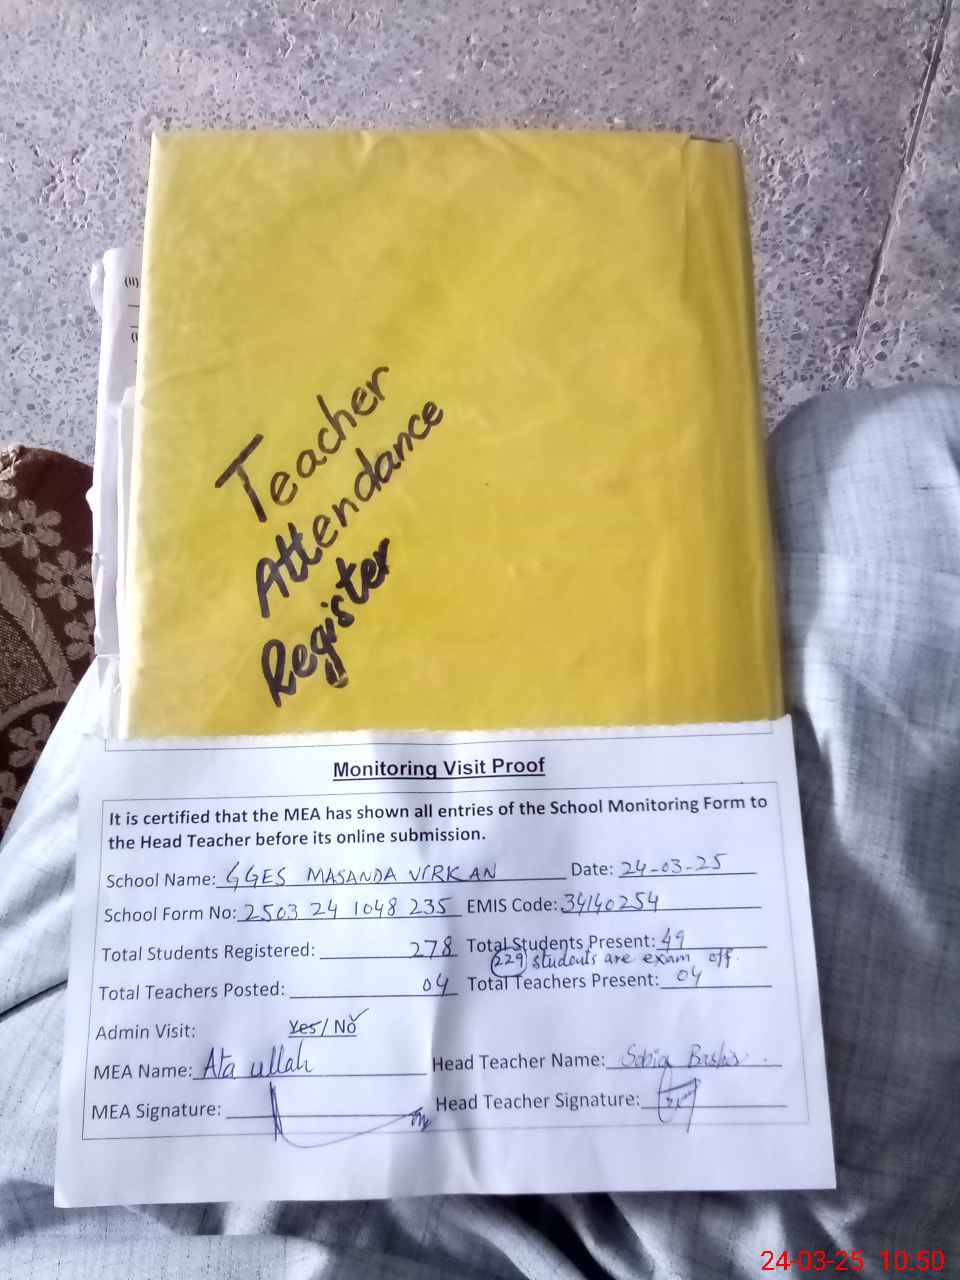 (ii)
Teacher
Attendance
Register
Monitoring Visit Proof
It is certified that the MEA has shown all entries of the School Monitoring Form to
the Head Teacher before its online submission.
School Name: GGES MASANDA VIRKAN Date: 24-03-25
School Form No: 2503 24 1048 235 EMIS Code: 34140254
Total Students Registered: 278 Total Students Present: 49
229 students are exam off.
Total Teachers Posted: 04 Total Teachers Present: 04
Admin Visit: Yes/No
MEA Name: Ata ullah Head Teacher Name: Sobia Bashir.
MEA Signature: Head Teacher Signature:
24-03-25 10.50